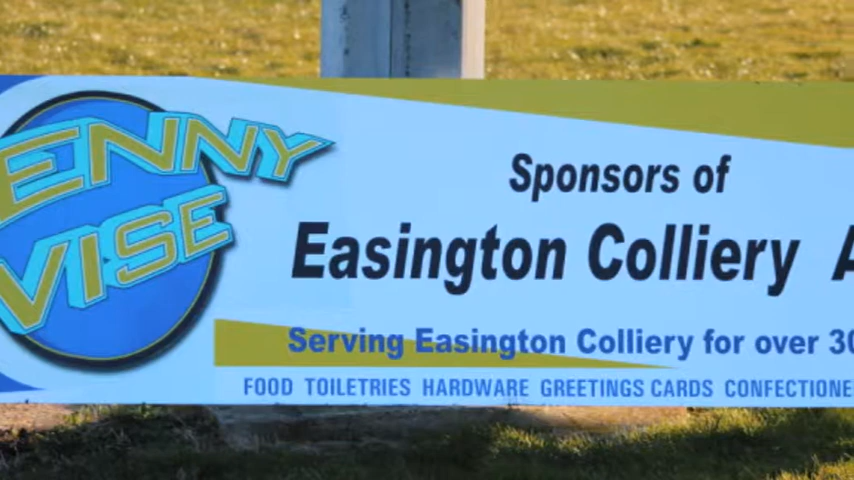 ENNY
VISE
Sponsors of
Easington Colliery A
Serving Easington Colliery for over 30
FOOD TOILETRIES HARDWARE GREETINGS CARDS CONFECTIONE